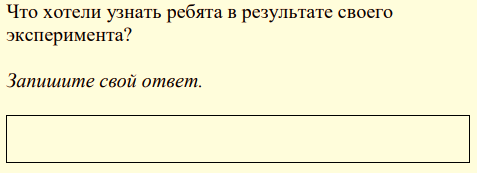 Что хотели узнать ребята в результате своего
эксперимента?
Запишите свой ответ.